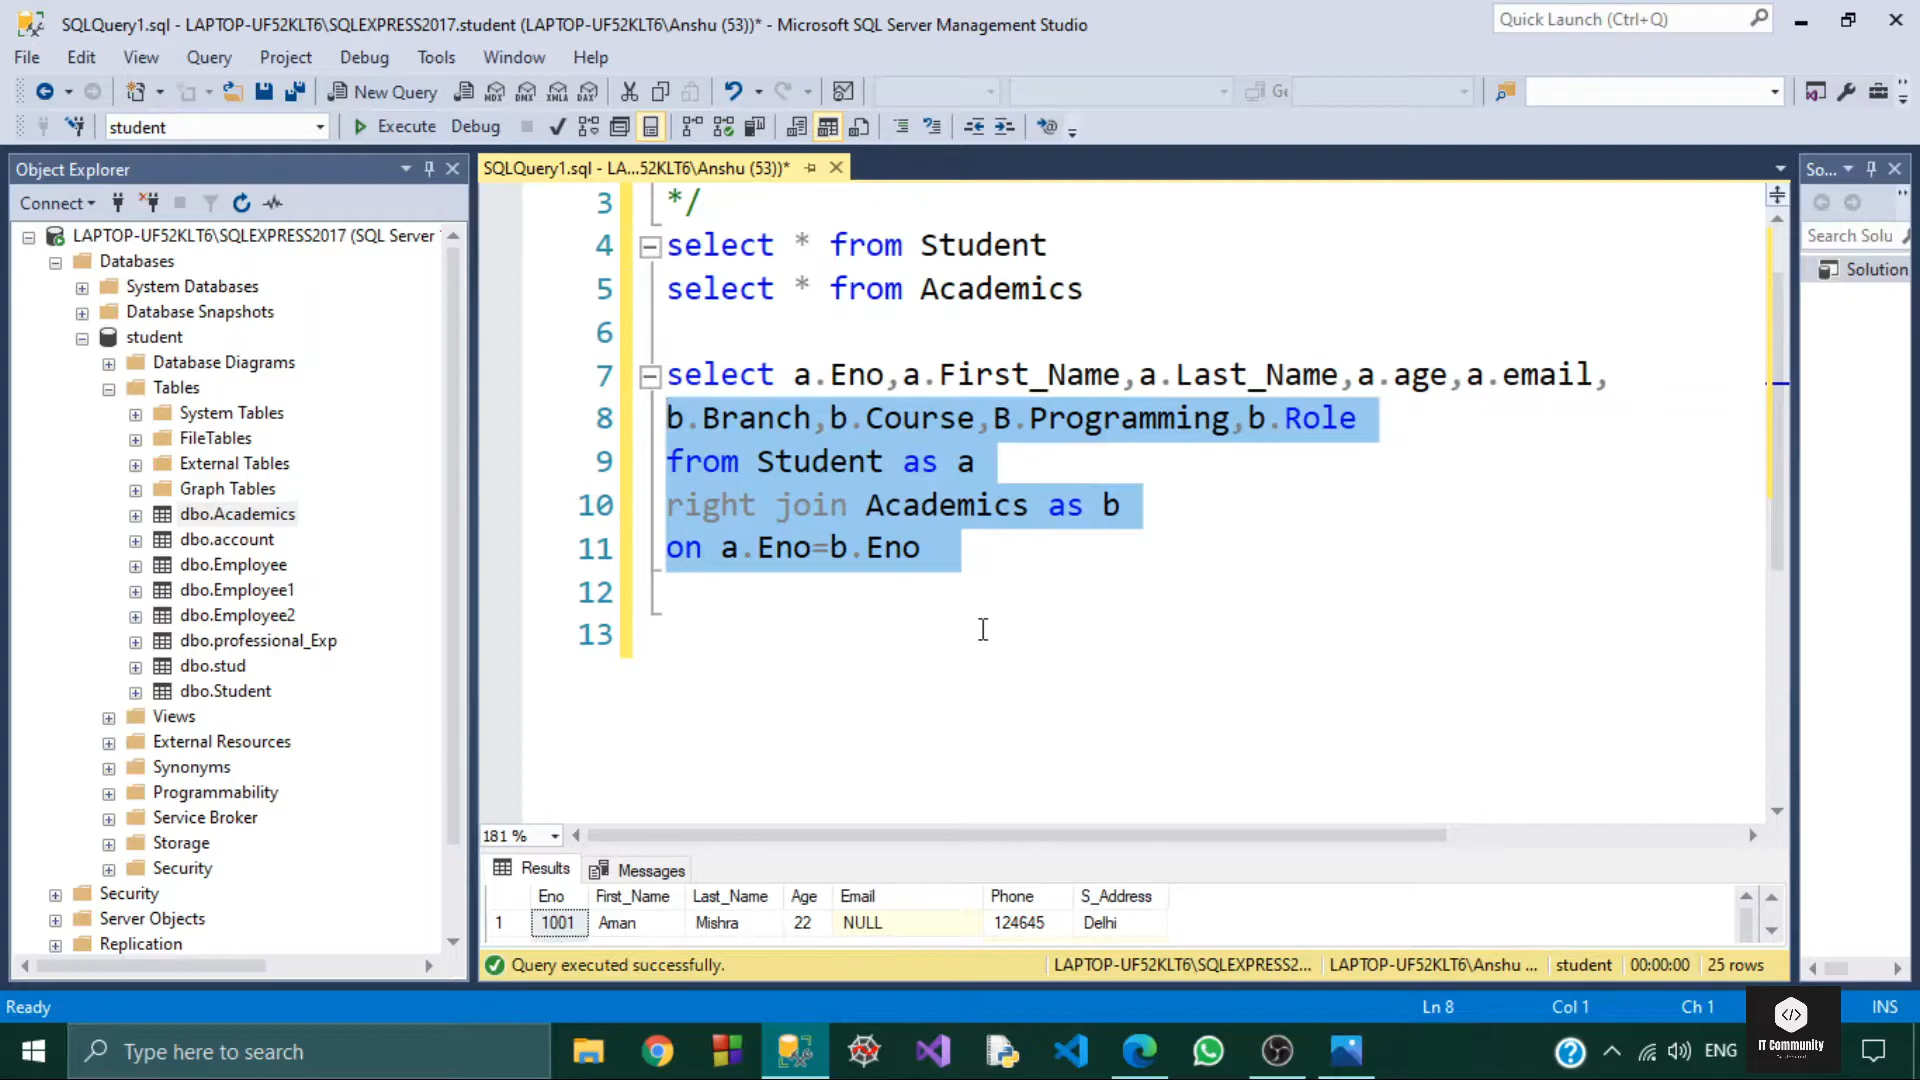 SQLQuery1.sql - LAPTOP-UF52KLT6\SQLEXPRESS2017.student (LAPTOP-UF52KLT6\Anshu (53))* - Microsoft SQL Server Management Studio
Quick Launch (Ctrl+Q)
File Edit View Query Project Debug Tools Window Help
New Query
MDX DMX XMLA DAX
student
Execute Debug
Object Explorer
Connect
LAPTOP-UF52KLT6\SQLEXPRESS2017 (SQL Server
Databases
System Databases
Database Snapshots
student
Database Diagrams
Tables
System Tables
FileTables
External Tables
Graph Tables
dbo.Academics
dbo.account
dbo.Employee
dbo.Employee1
dbo.Employee2
dbo.professional_Exp
dbo.stud
dbo.Student
Views
External Resources
Synonyms
Programmability
Service Broker
Storage
Security
Security
Server Objects
Replication
SQLQuery1.sql - LA...52KLT6\Anshu (53))*
3 */
4 select * from Student
5 select * from Academics
6
7 select a.Eno,a.First_Name,a.Last_Name,a.age,a.email,
8 b.Branch,b.Course,B.Programming,b.Role
9 from Student as a
10 right join Academics as b
11 on a.Eno=b.Eno
12
13
181 %
Results Messages
Eno First_Name Last_Name Age Email Phone S_Address
1 1001 Aman Mishra 22 NULL 124645 Delhi
Query executed successfully.
LAPTOP-UF52KLT6\SQLEXPRESS2... LAPTOP-UF52KLT6\Anshu ... student 00:00:00 25 rows
So...
Search Solu
Solution
Ready
Ln 8 Col 1 Ch 1 INS
Type here to search
ENG
IT Community